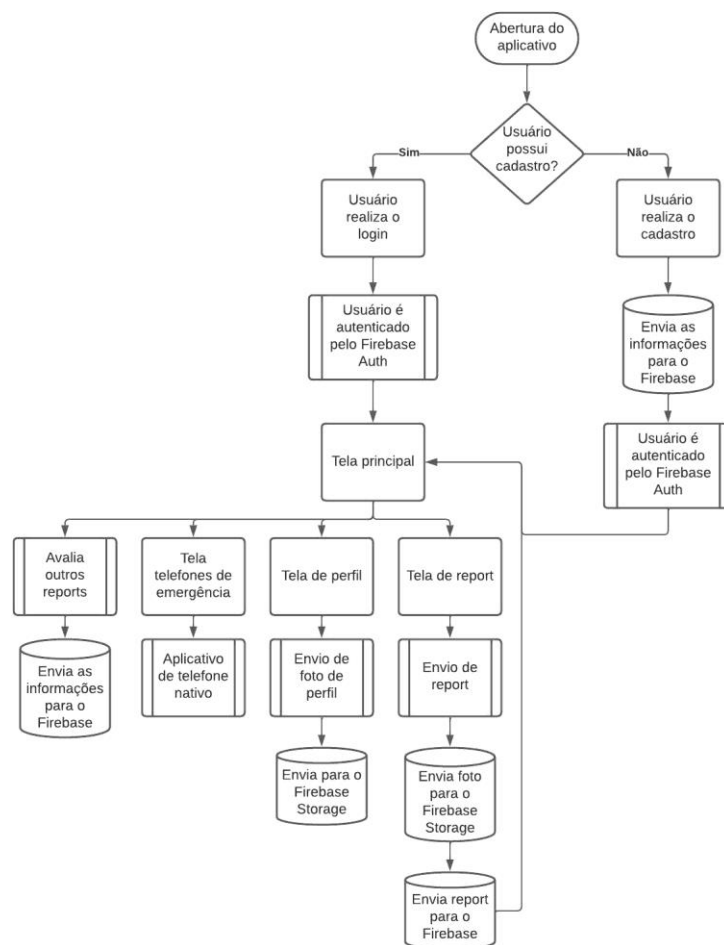 Abertura do
aplicativo
Usuário
possui
cadastro?
Sim
Não
Usuário
realiza o
login
Usuário
realiza o
cadastro
Usuário é
autenticado
pelo Firebase
Auth
Envia as
informações
para o
Firebase
Usuário é
autenticado
pelo Firebase
Auth
Tela principal
Avalia
outros
reports
Tela
telefones de
emergência
Tela de perfil
Tela de report
Envia as
informações
para o
Firebase
Aplicativo
de telefone
nativo
Envio de
foto de
perfil
Envio de
report
Envia para o
Firebase
Storage
Envia foto
para o
Firebase
Storage
Envia report
para o
Firebase